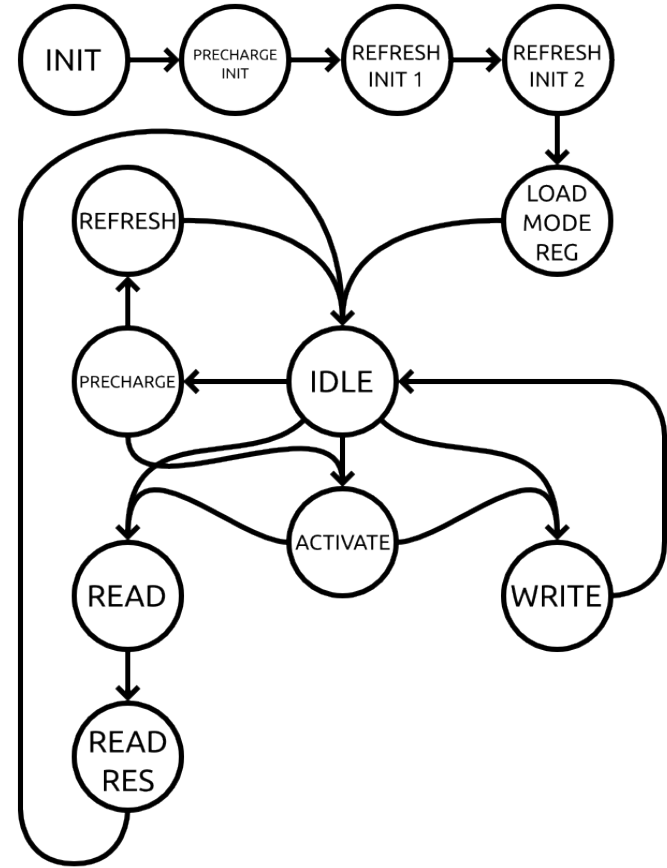 INIT
PRECHARGE
INIT
REFRESH
INIT 1
REFRESH
INIT 2
REFRESH
LOAD
MODE
REG
PRECHARGE
IDLE
ACTIVATE
READ
WRITE
READ
RES